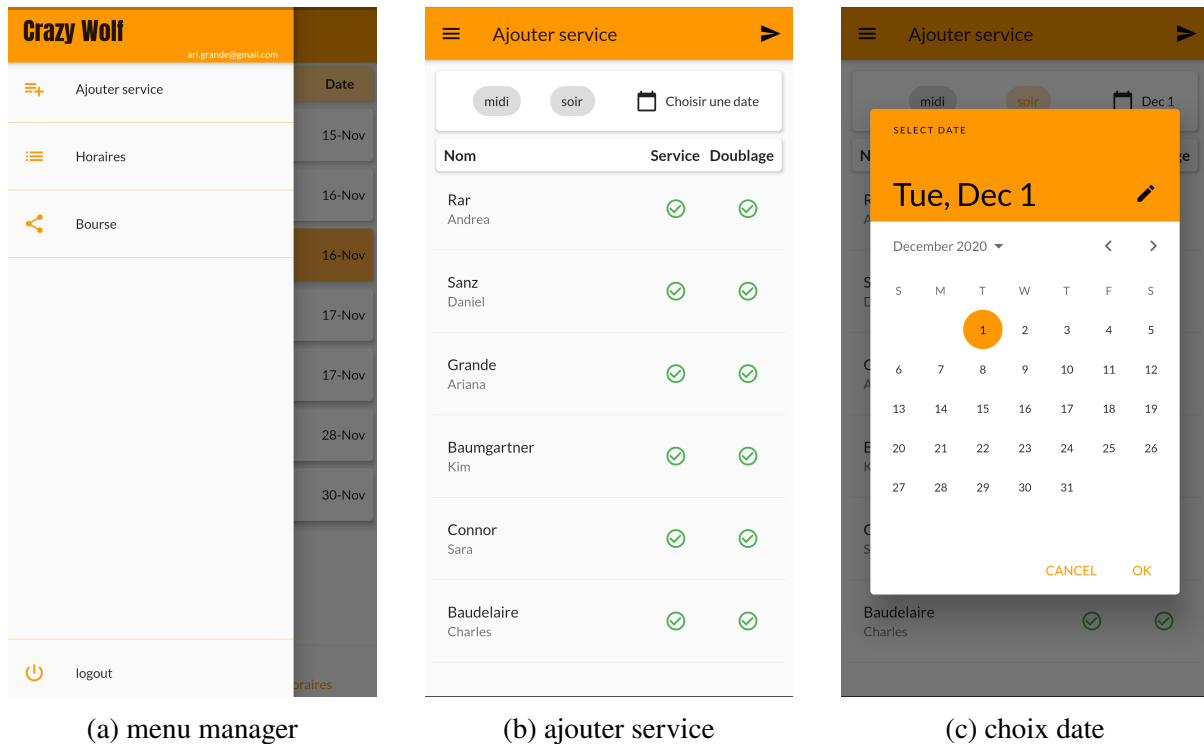 Crazy Wolf
ari.grande@gmail.com
Ajouter service
Horaires
Bourse
logout
Date
15-Nov
16-Nov
16-Nov
17-Nov
17-Nov
28-Nov
30-Nov
oraires
(a) menu manager
Ajouter service
midi soir Choisir une date
Nom Service Doublage
Rar
Andrea
Sanz
Daniel
Grande
Ariana
Baumgartner
Kim
Connor
Sara
Baudelaire
Charles
(b) ajouter service
Ajouter service
midi soir Dec 1
SELECT DATE
Tue, Dec 1
December 2020
S M T W T F S
1 2 3 4 5
6 7 8 9 10 11 12
13 14 15 16 17 18 19
20 21 22 23 24 25 26
27 28 29 30 31
CANCEL OK
Baudelaire
Charles
(c) choix date